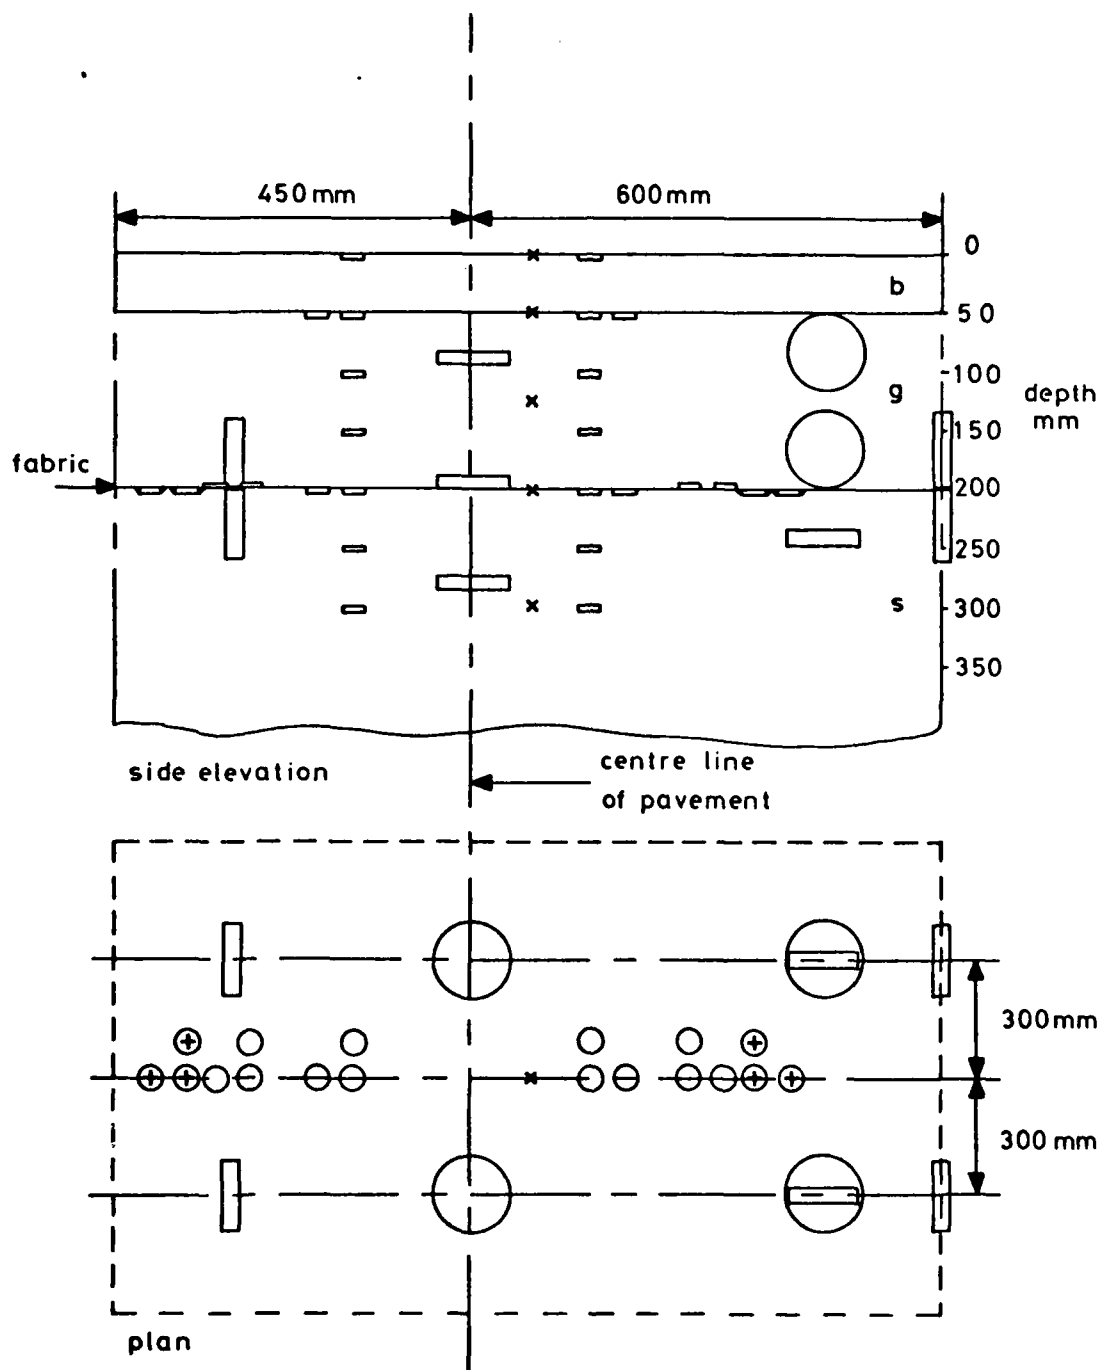 450mm
600mm
0
b
50
100
g
depth
mm
150
fabric
200
250
s
300
350
side elevation
centre line
of pavement
300mm
300mm
plan